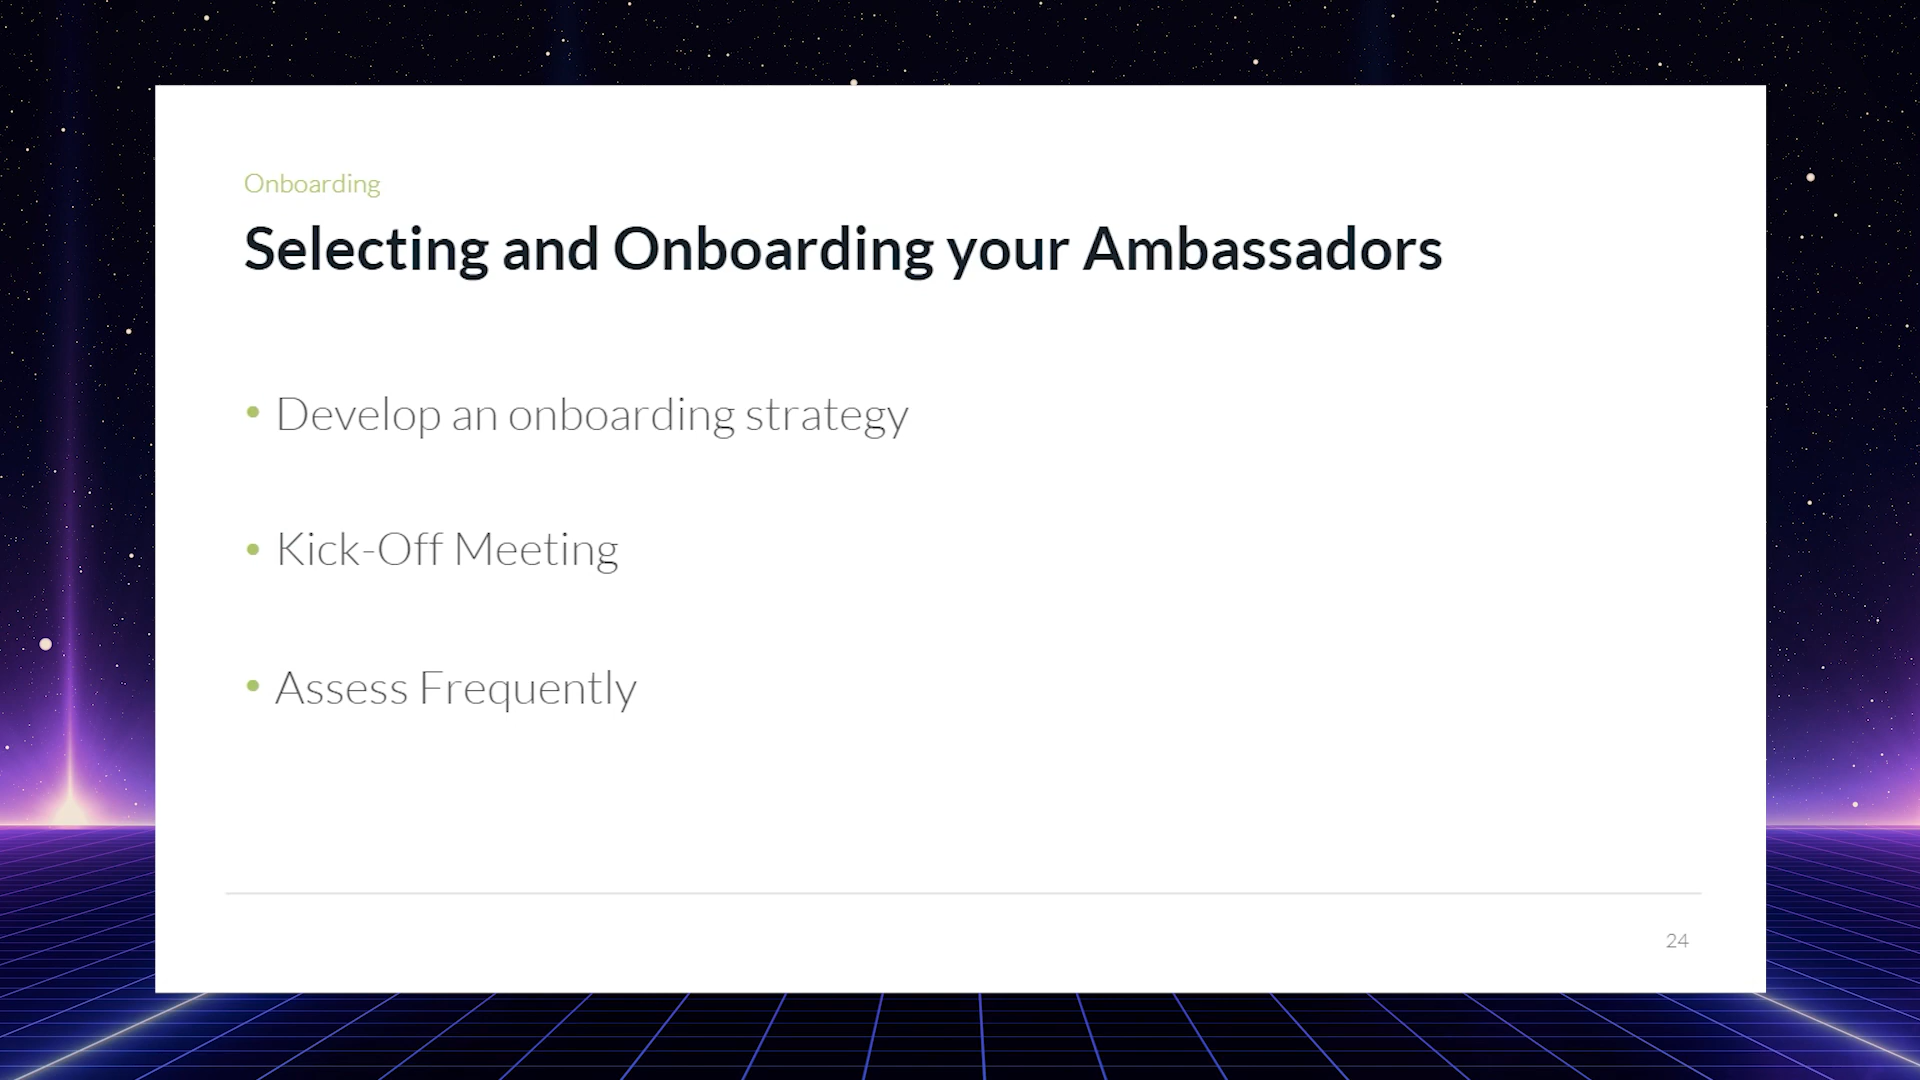 Onboarding
Selecting and Onboarding your Ambassadors
• Develop an onboarding strategy
• Kick-Off Meeting
• Assess Frequently
24